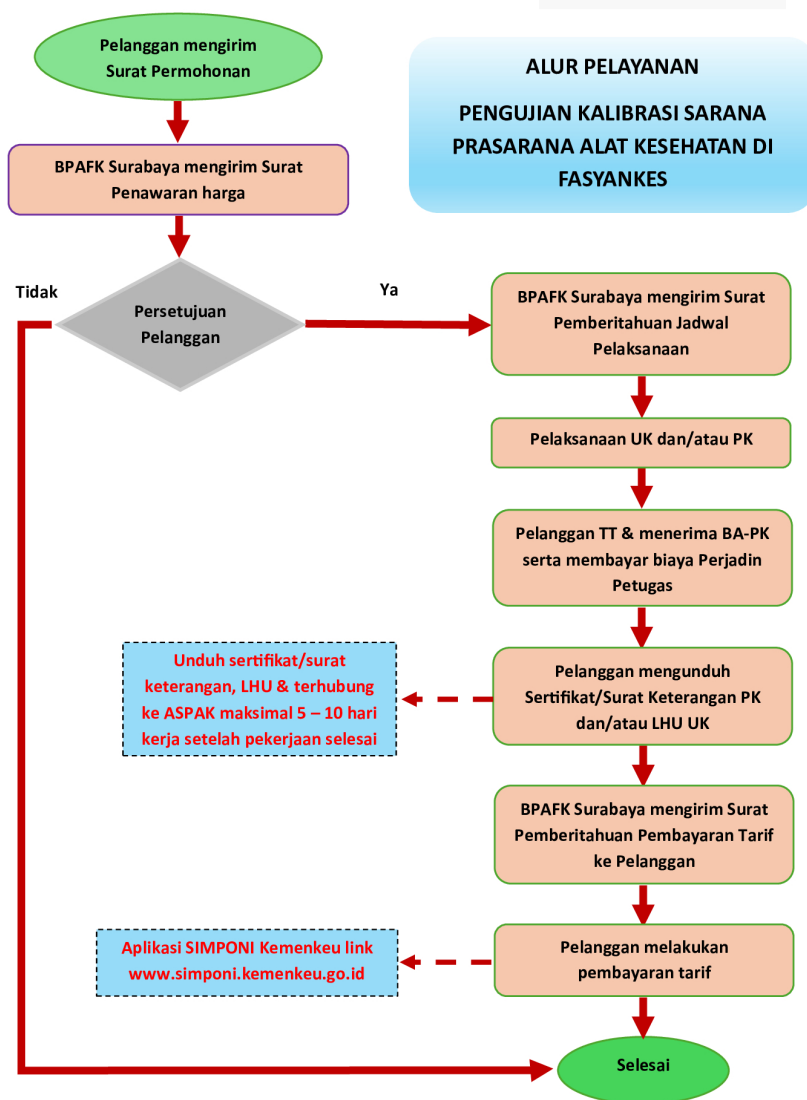 Pelanggan mengirim
Surat Permohonan
ALUR PELAYANAN
PENGUJIAN KALIBRASI SARANA
PRASARANA ALAT KESEHATAN DI
FASYANKES
BPAFK Surabaya mengirim Surat
Penawaran harga
Tidak
Persetujuan
Pelanggan
Ya
BPAFK Surabaya mengirim Surat
Pemberitahuan Jadwal
Pelaksanaan
Pelaksanaan UK dan/atau PK
Pelanggan TT & menerima BA-PK
serta membayar biaya Perjadin
Petugas
Pelanggan mengunduh
Sertifikat/Surat Keterangan PK
dan/atau LHU UK
Unduh sertifikat/surat
keterangan, LHU & terhubung
ke ASPAK maksimal 5 – 10 hari
kerja setelah pekerjaan selesai
BPAFK Surabaya mengirim Surat
Pemberitahuan Pembayaran Tarif
ke Pelanggan
Pelanggan melakukan
pembayaran tarif
Aplikasi SIMPONI Kemenkeu link
www.simponi.kemenkeu.go.id
Selesai